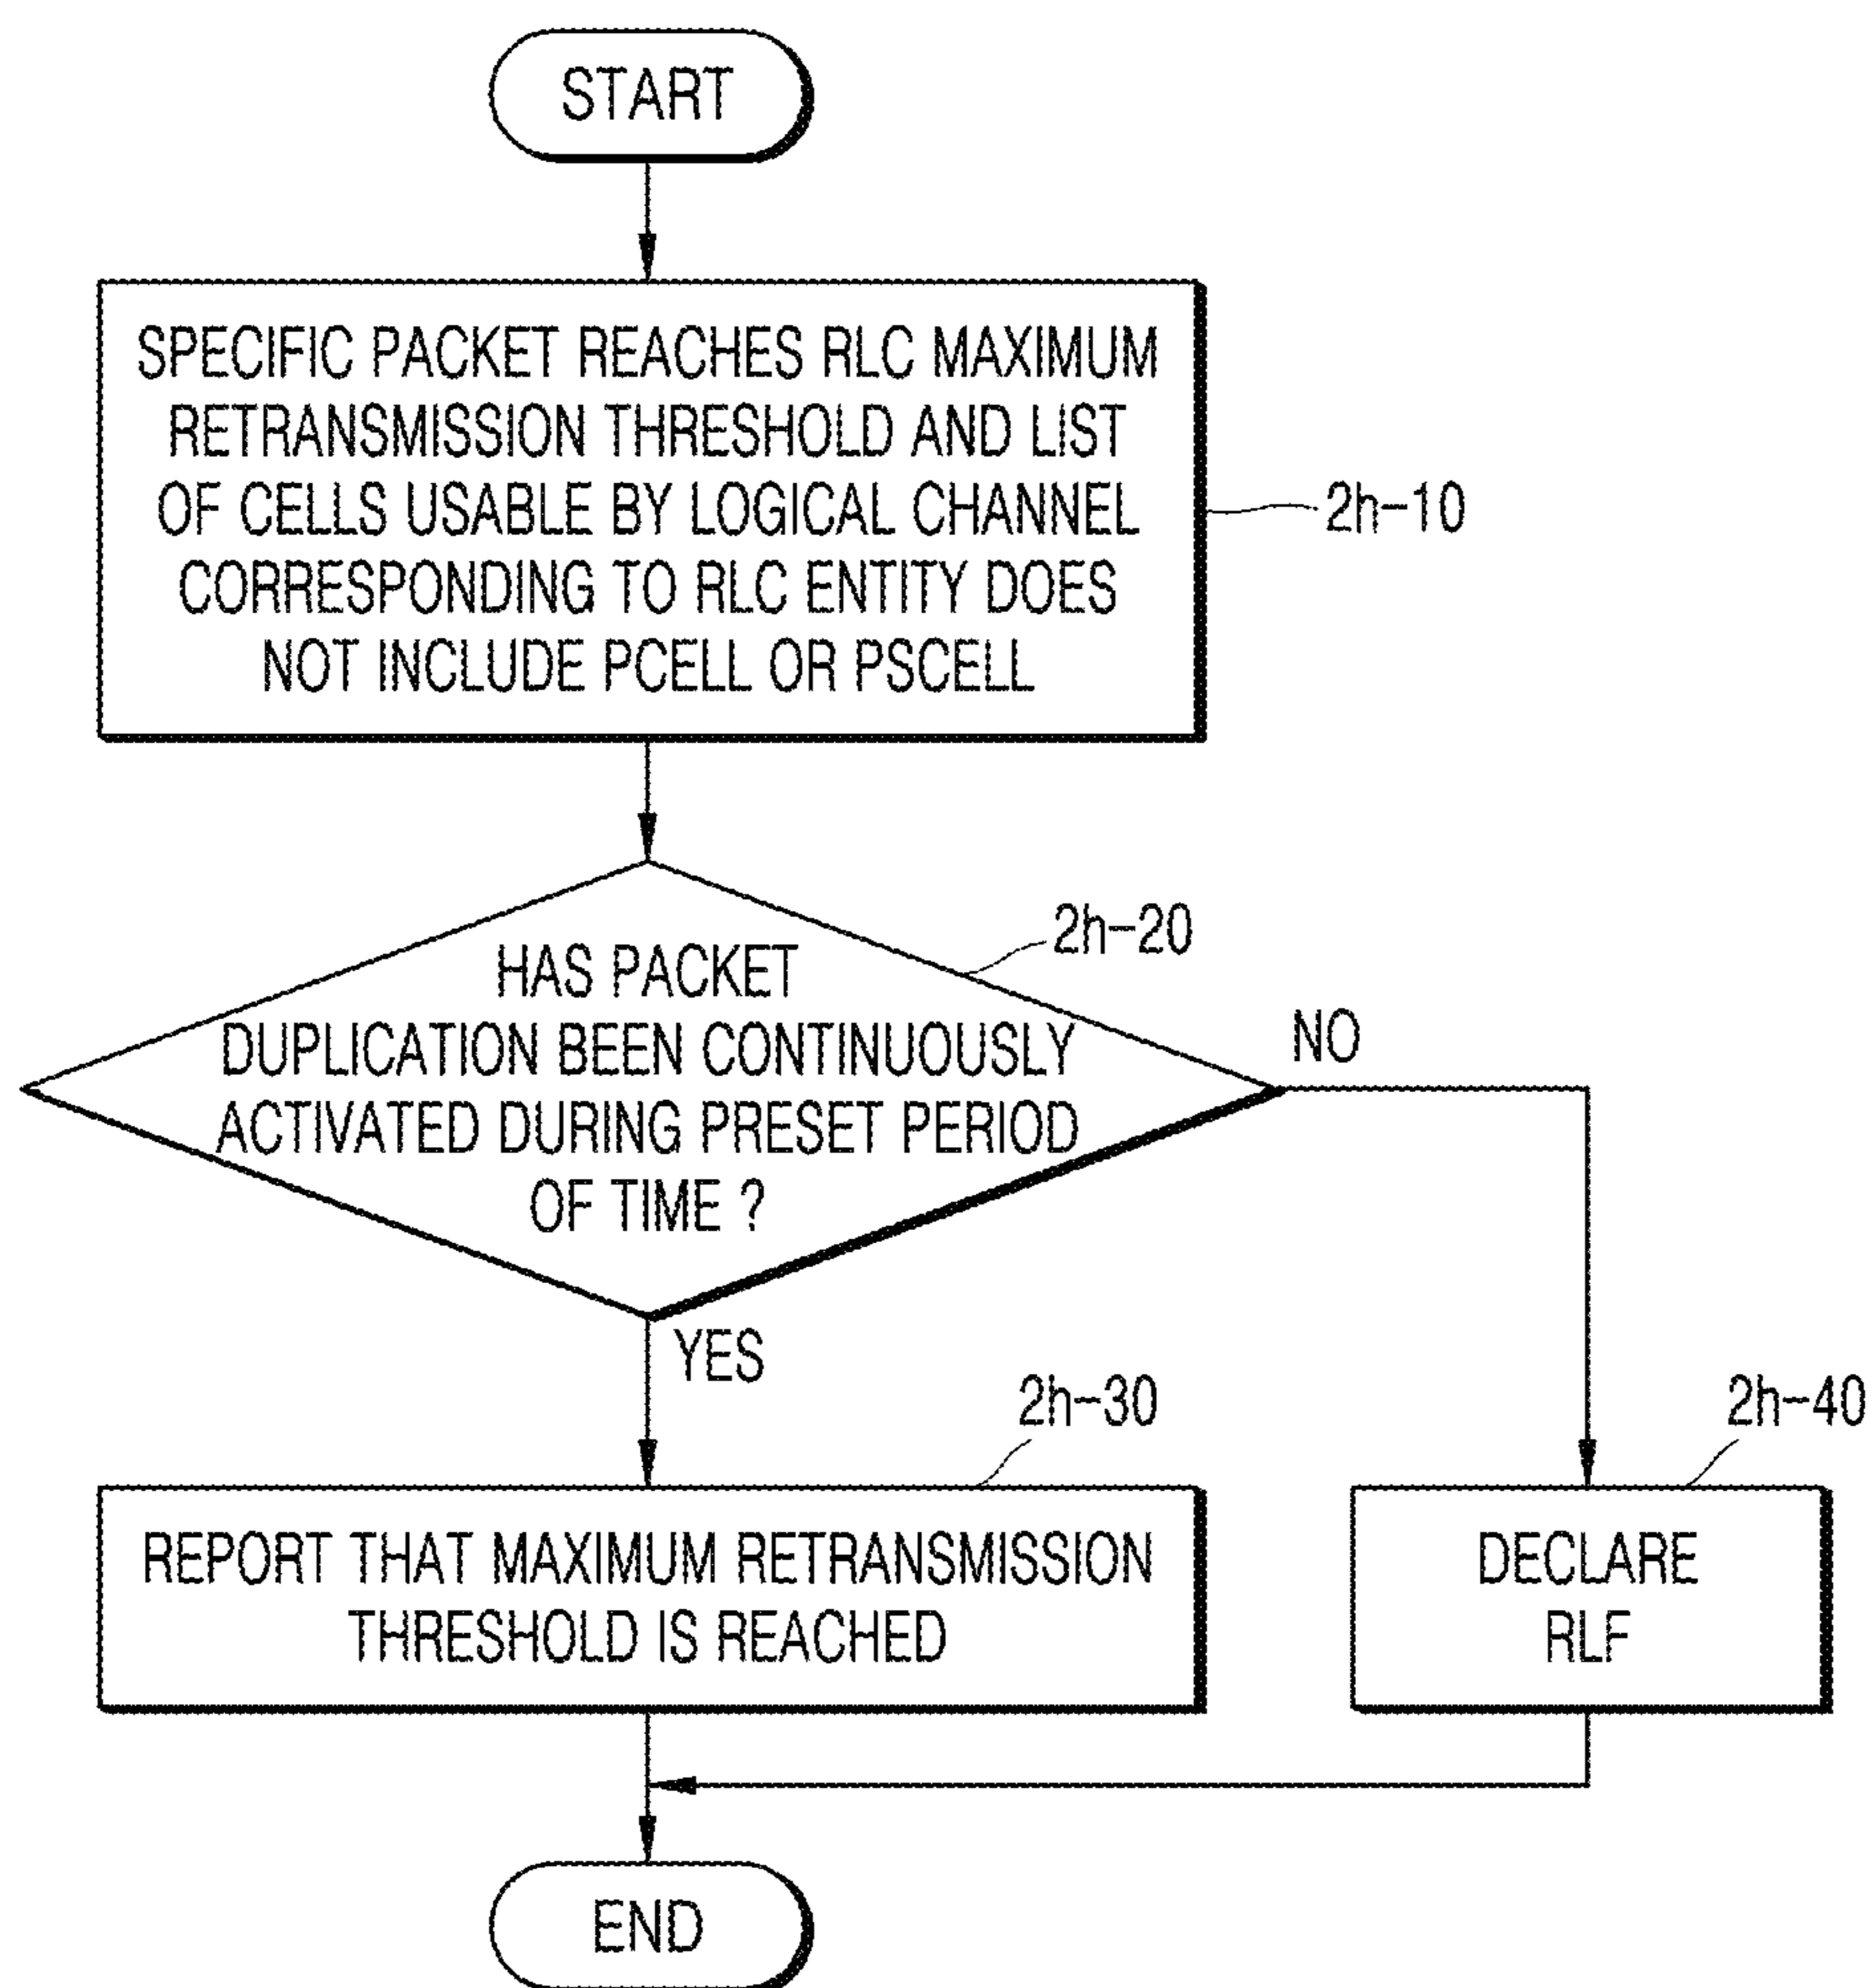 START
SPECIFIC PACKET REACHES RLC MAXIMUM
RETRANSMISSION THRESHOLD AND LIST
OF CELLS USABLE BY LOGICAL CHANNEL
CORRESPONDING TO RLC ENTITY DOES
NOT INCLUDE PCELL OR PSCELL
2h-10
2h-20
HAS PACKET
DUPLICATION BEEN CONTINUOUSLY
ACTIVATED DURING PRESET PERIOD
OF TIME ?
NO
YES
2h-30
REPORT THAT MAXIMUM RETRANSMISSION
THRESHOLD IS REACHED
2h-40
DECLARE
RLF
END